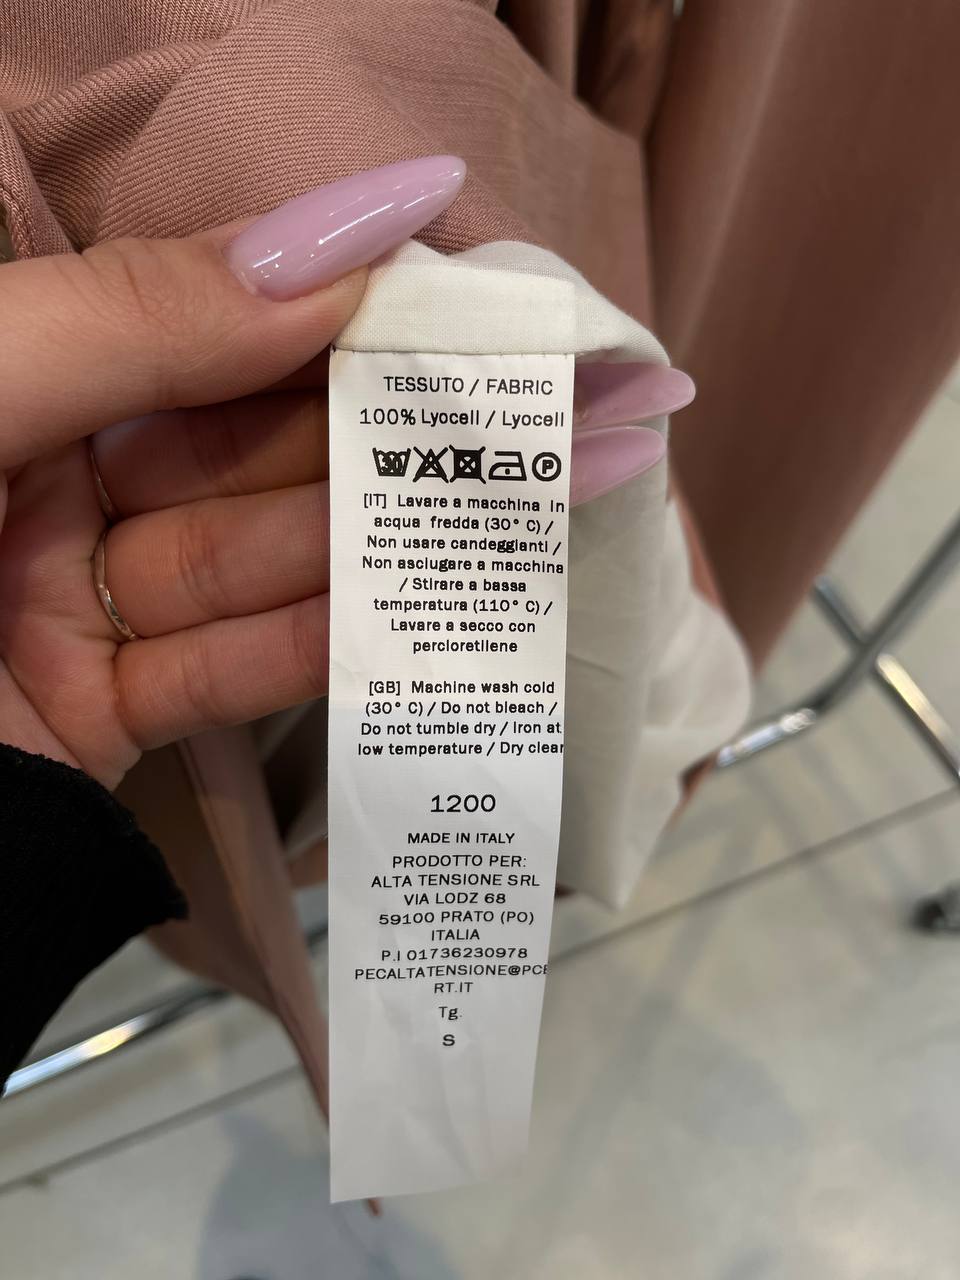 TESSUTO / FABRIC
100% Lyocell / Lyocell
30 P
[IT] Lavare a macchina in
acqua fredda (30° C) /
Non usare candeggianti /
Non asciugare a macchina
/ Stirare a bassa
temperatura (110° C) /
Lavare a secco con
percloretilene
[GB] Machine wash cold
(30° C) / Do not bleach /
Do not tumble dry / Iron at
low temperature / Dry clean
1200
MADE IN ITALY
PRODOTTO PER:
ALTA TENSIONE SRL
VIA LODZ 68
59100 PRATO (PO)
ITALIA
P.I 01736230978
PECALTATENSIONE@PCE
RT.IT
Tg.
S